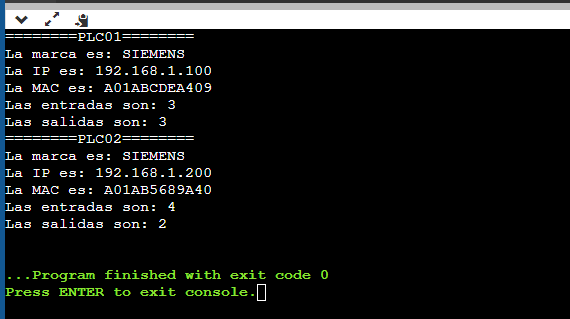 ========PLC01========
La marca es: SIEMENS
La IP es: 192.168.1.100
La MAC es: A01ABCDEA409
Las entradas son: 3
Las salidas son: 3
========PLC02========
La marca es: SIEMENS
La IP es: 192.168.1.200
La MAC es: A01AB5689A40
Las entradas son: 4
Las salidas son: 2
...Program finished with exit code 0
Press ENTER to exit console.